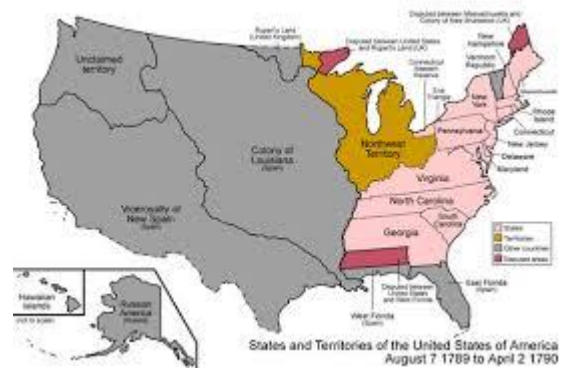 Disputed between Massachusetts and
Colony of New Brunswick (UK)
Rupert's Land
(United Kingdom)
Disputed between United States
and Rupert's Land (UK)
New
Hampshire
Vermont
Republic
Unclaimed
territory
Connecticut
Western
Reserve
Erie
Triangle
New
York
Massachusetts
Rhode
Island
Connecticut
New Jersey
Delaware
Maryland
Pennsylvania
Northwest
Territory
Colony of
Louisiana
(Spain)
Virginia
Viceroyalty of
New Spain
(Spain)
North Carolina
South
Carolina
Georgia
States
Territories
Other countries
Disputed areas
Hawaiian
Islands
(not to scale)
Russian
America
(Russia)
Disputed between
United States
and West Florida
East Florida
(Spain)
West Florida
(Spain)
States and Territories of the United States of America
August 7 1789 to April 2 1790